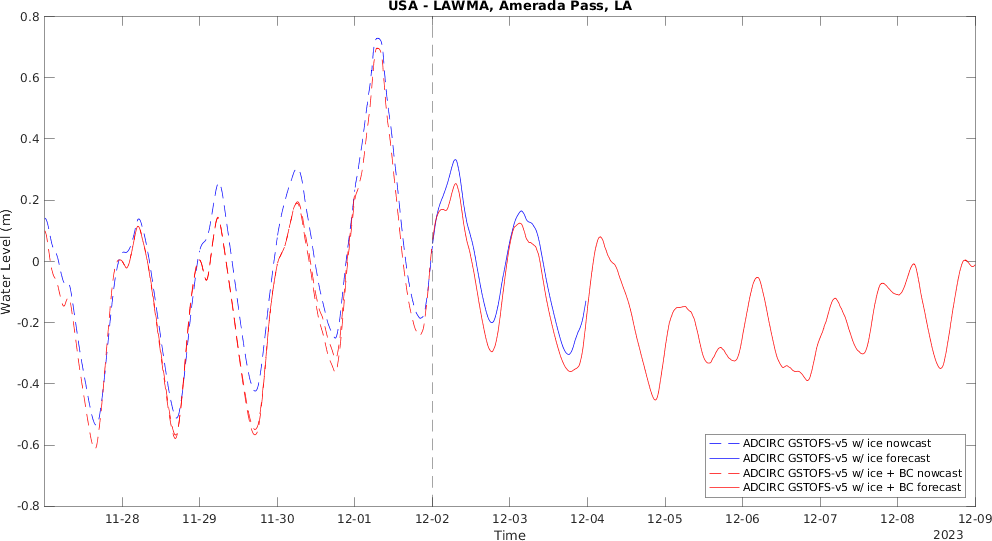 USA - LAWMA, Amerada Pass, LA
0.8
0.6
0.4
0.2
0
-0.2
-0.4
-0.6
-0.8
Water Level (m)
11-28 11-29 11-30 12-01 12-02 12-03 12-04 12-05 12-06 12-07 12-08 12-09
Time
2023
ADCIRC GSTOFS-v5 w/ ice nowcast
ADCIRC GSTOFS-v5 w/ ice forecast
ADCIRC GSTOFS-v5 w/ ice + BC nowcast
ADCIRC GSTOFS-v5 w/ ice + BC forecast